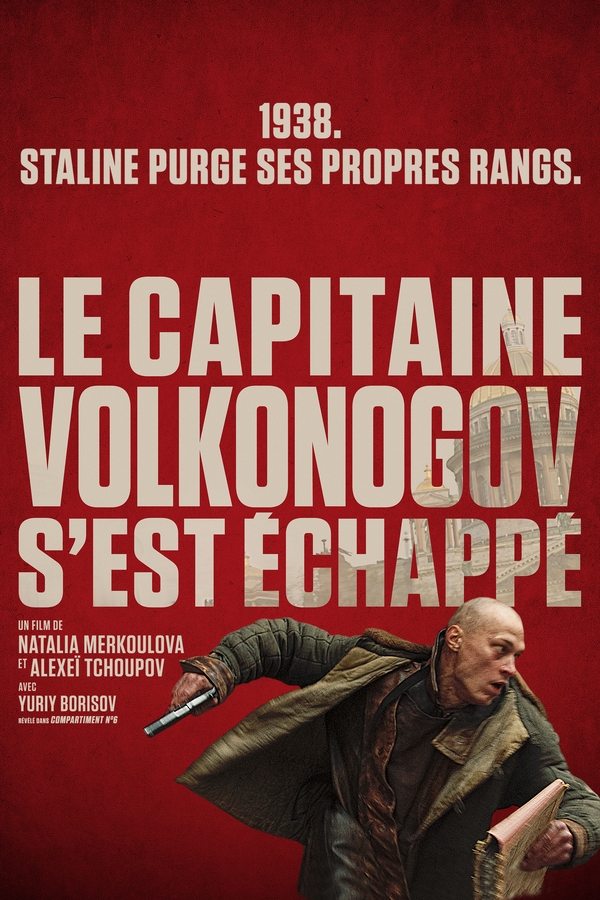 1938.
STALINE PURGE SES PROPRES RANGS.
LE CAPITAINE
VOLKONOGOV
S'EST ÉCHAPPÉ
UN FILM DE
NATALIA MERKOULOVA
ET ALEXEÏ TCHOUPOV
AVEC
YURIY BORISOV
RÉVÉLÉ DANS COMPARTIMENT N°6